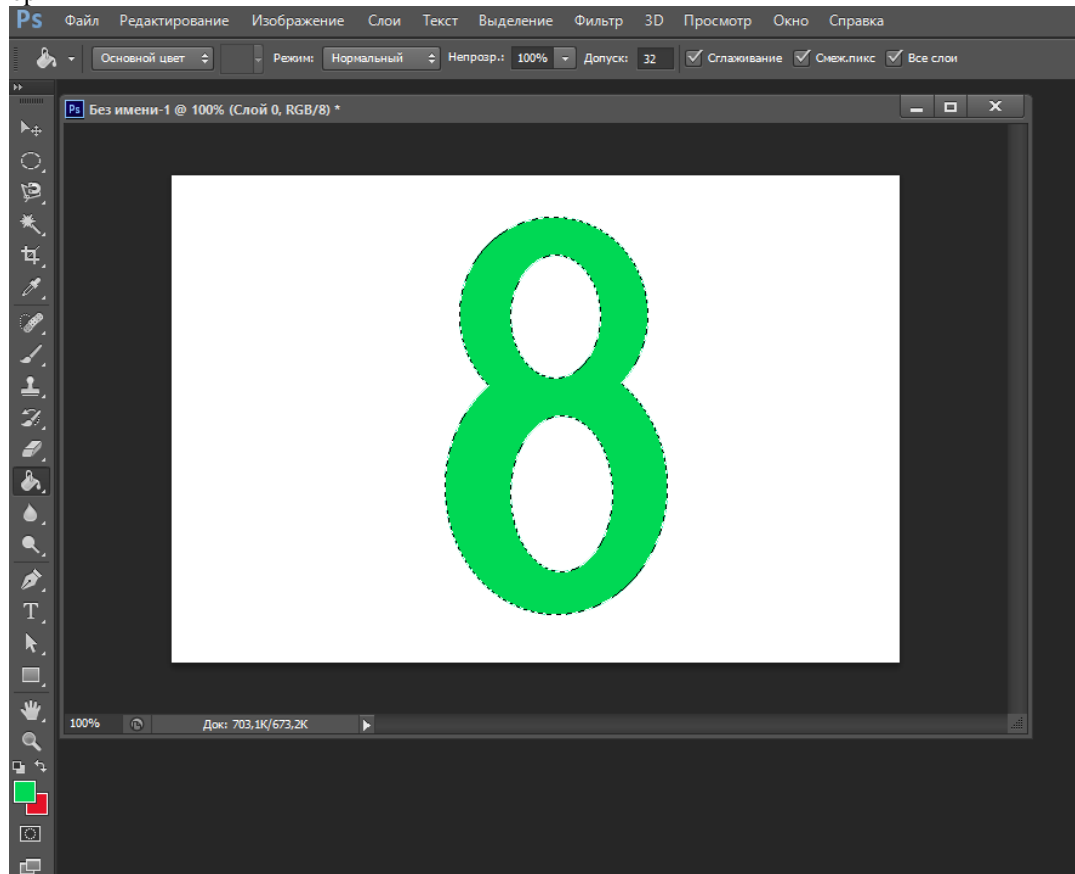 Ps Файл Редактирование Изображение Слои Текст Выделение Фильтр 3D Просмотр Окно Справка
Основной цвет Режим: Нормальный Непрозр.: 100% Допуск: 32 Сглаживание Смеж.пикс Все слои
Ps Без имени-1 @ 100% (Слой 0, RGB/8) *
8
T
100% Док: 703,1K/673,2K